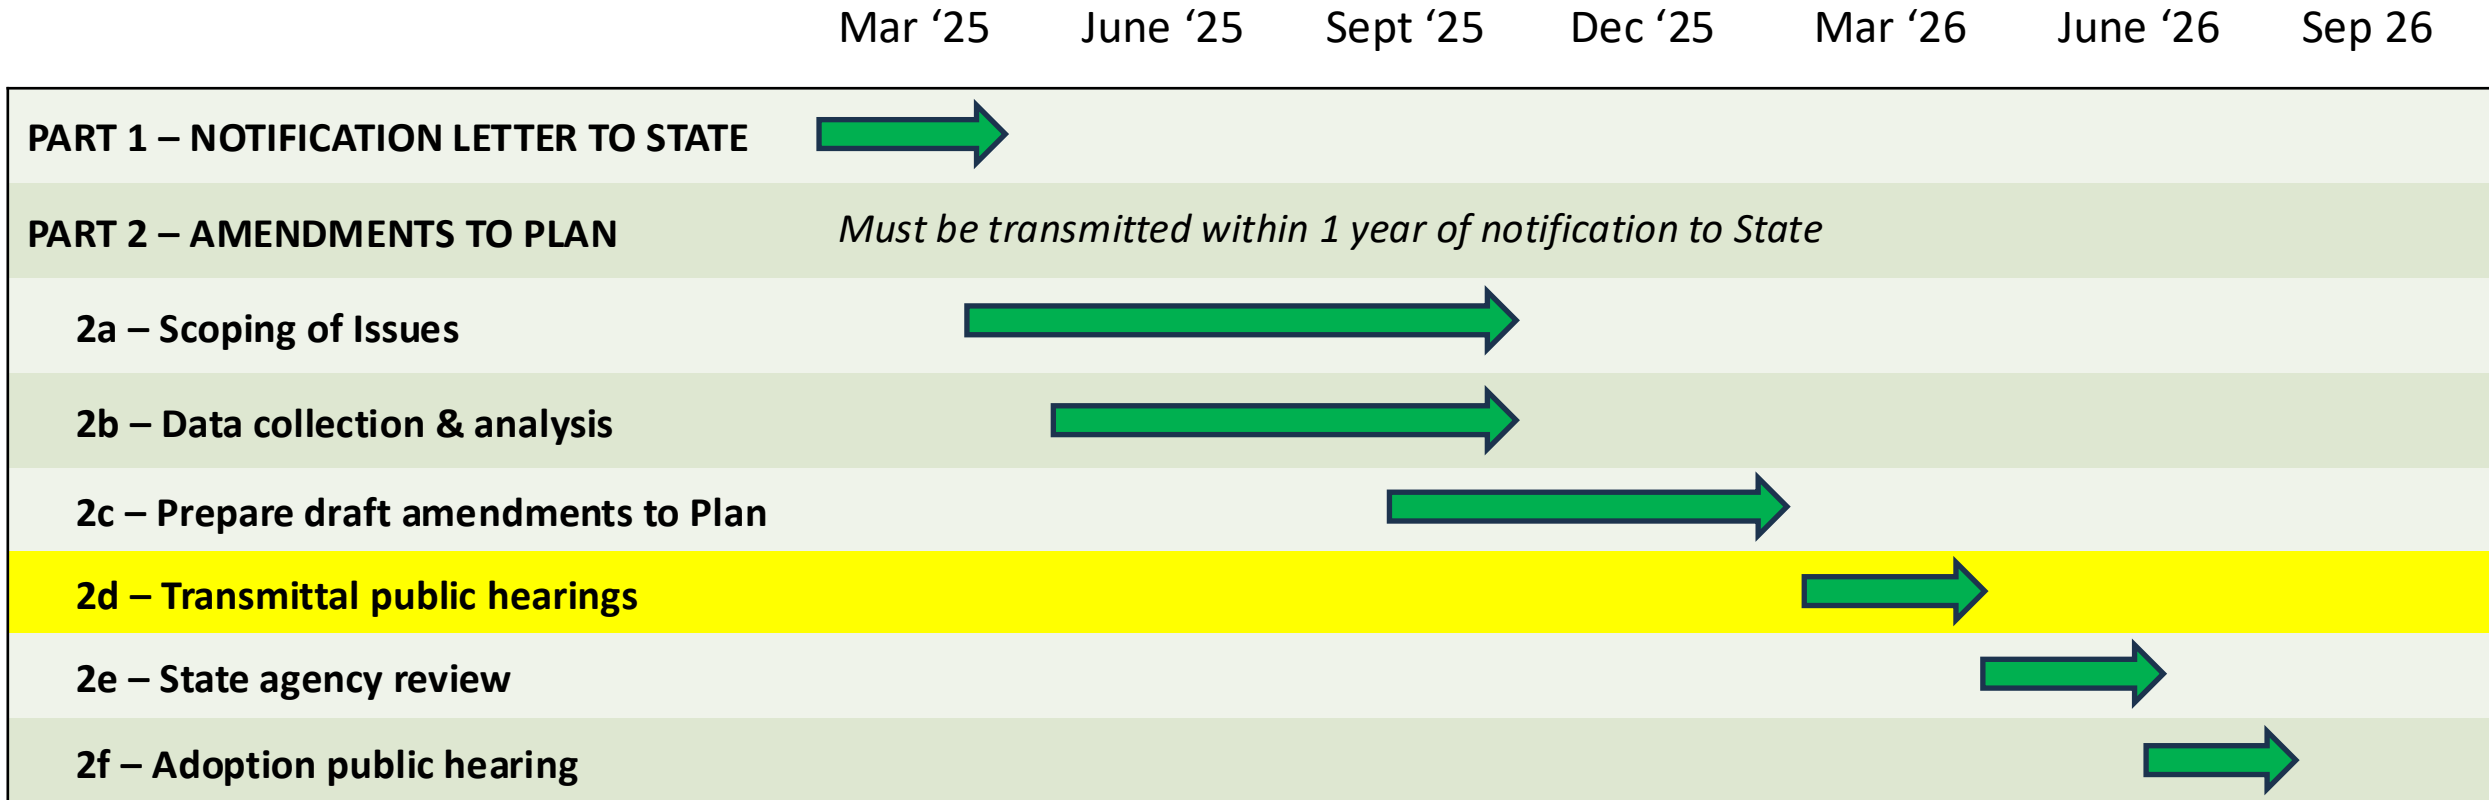 Mar ‘25 June ‘25 Sept ‘25 Dec ‘25 Mar ‘26 June ‘26 Sep 26
PART 1 – NOTIFICATION LETTER TO STATE
PART 2 – AMENDMENTS TO PLAN Must be transmitted within 1 year of notification to State
2a – Scoping of Issues
2b – Data collection & analysis
2c – Prepare draft amendments to Plan
2d – Transmittal public hearings
2e – State agency review
2f – Adoption public hearing